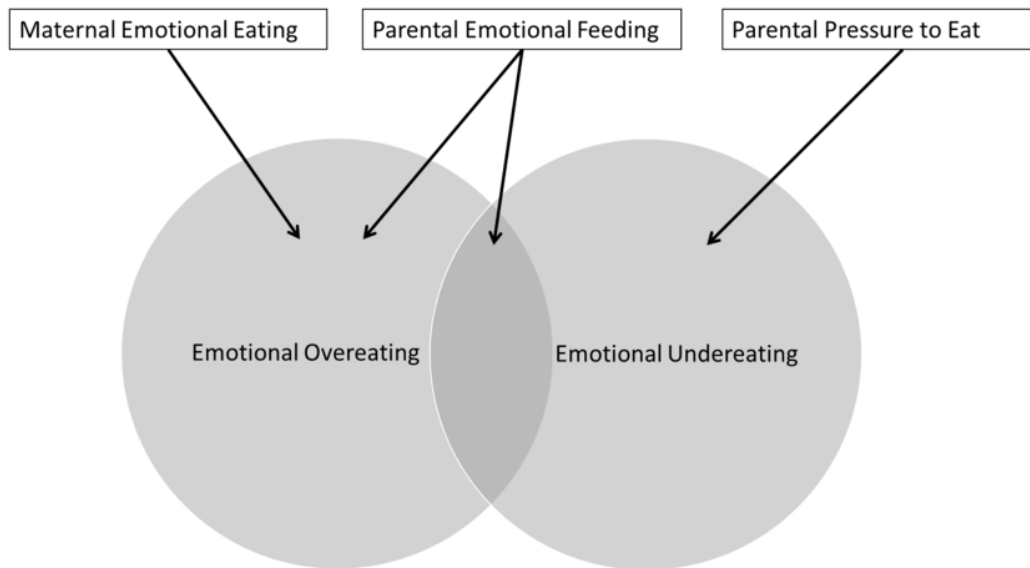 Maternal Emotional Eating
Parental Emotional Feeding
Parental Pressure to Eat
Emotional Overeating
Emotional Undereating